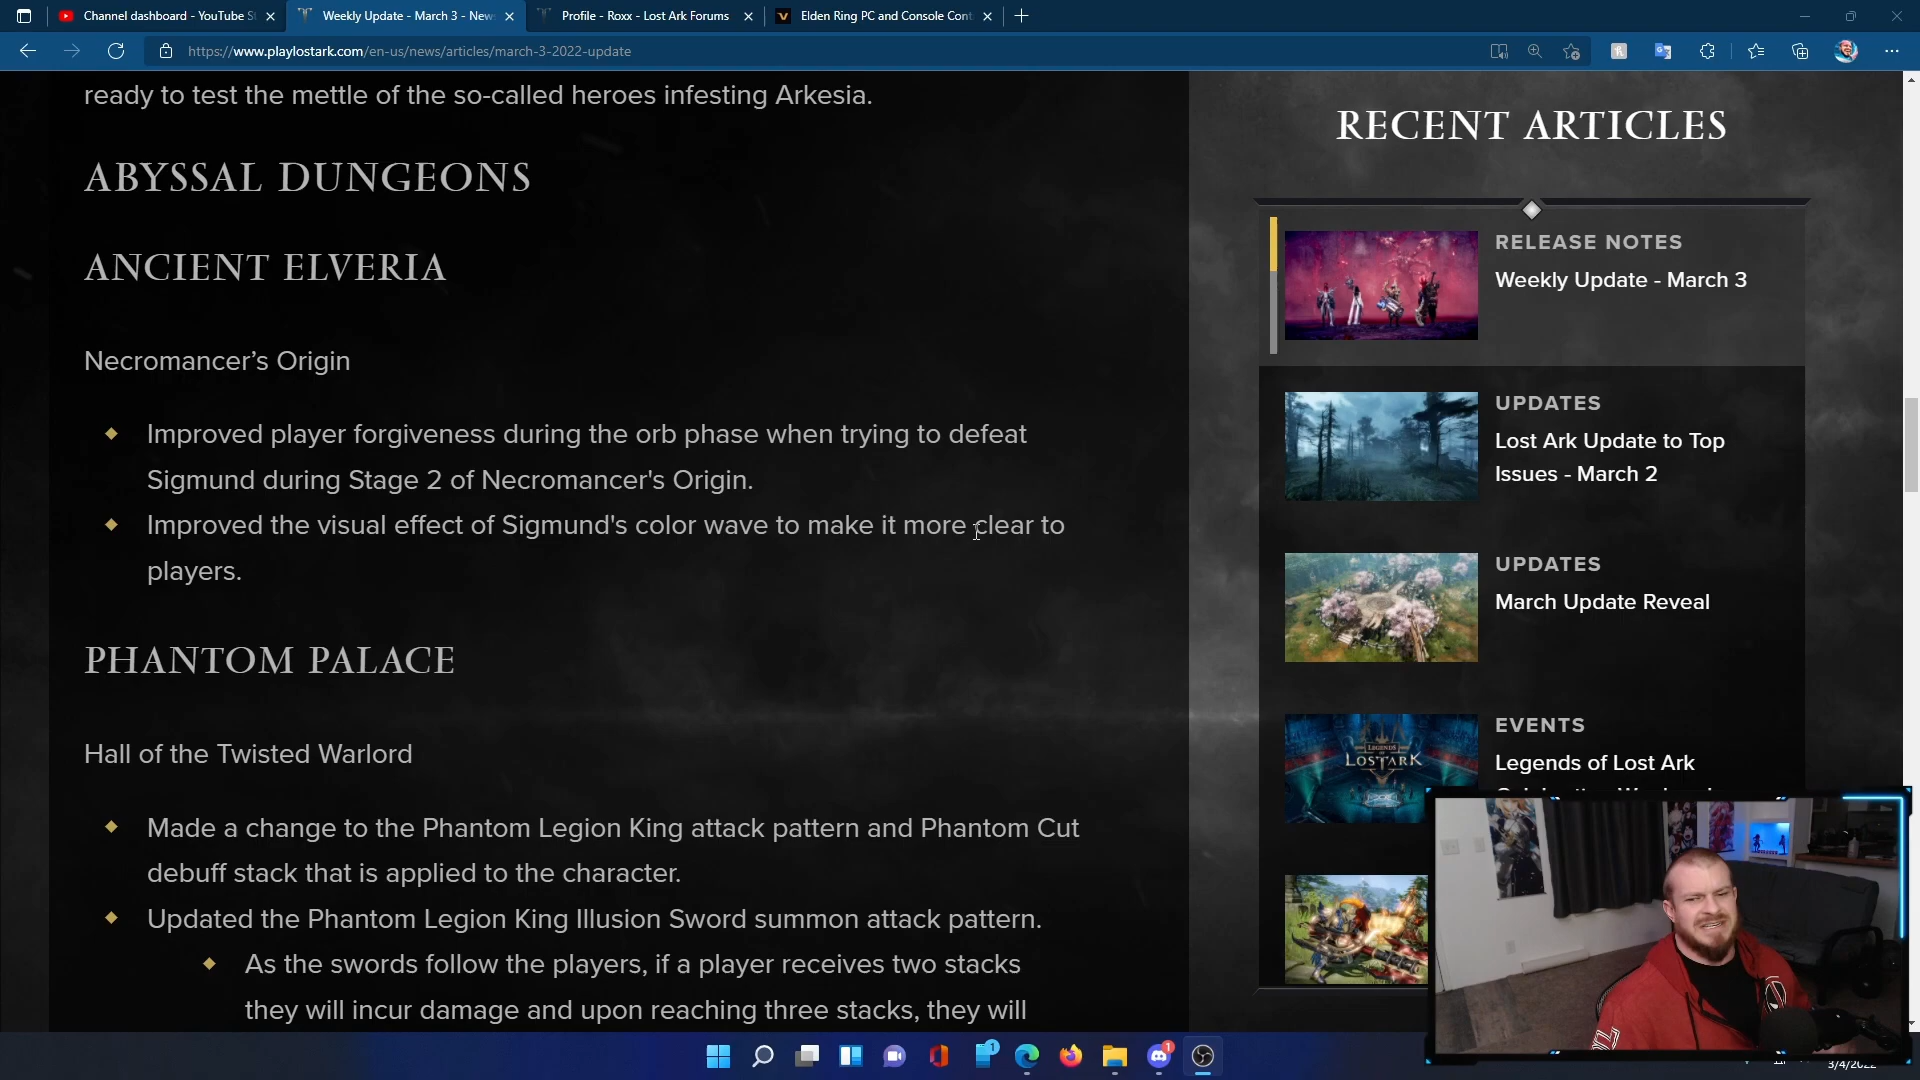 Channel dashboard - YouTube S
Weekly Update - March 3 - New
Profile - Roxx - Lost Ark Forums
Elden Ring PC and Console Cont
https://www.playlostark.com/en-us/news/articles/march-3-2022-update
ready to test the mettle of the so-called heroes infesting Arkesia.
ABYSSAL DUNGEONS
ANCIENT ELVERIA
Necromancer’s Origin
Improved player forgiveness during the orb phase when trying to defeat
Sigmund during Stage 2 of Necromancer's Origin.
Improved the visual effect of Sigmund's color wave to make it more clear to
players.
PHANTOM PALACE
Hall of the Twisted Warlord
Made a change to the Phantom Legion King attack pattern and Phantom Cut
debuff stack that is applied to the character.
Updated the Phantom Legion King Illusion Sword summon attack pattern.
As the swords follow the players, if a player receives two stacks
they will incur damage and upon reaching three stacks, they will
RECENT ARTICLES
RELEASE NOTES
Weekly Update - March 3
UPDATES
Lost Ark Update to Top
Issues - March 2
UPDATES
March Update Reveal
EVENTS
Legends of Lost Ark
LEGENDS
OF
LOST ARK
1
1
3/4/2022